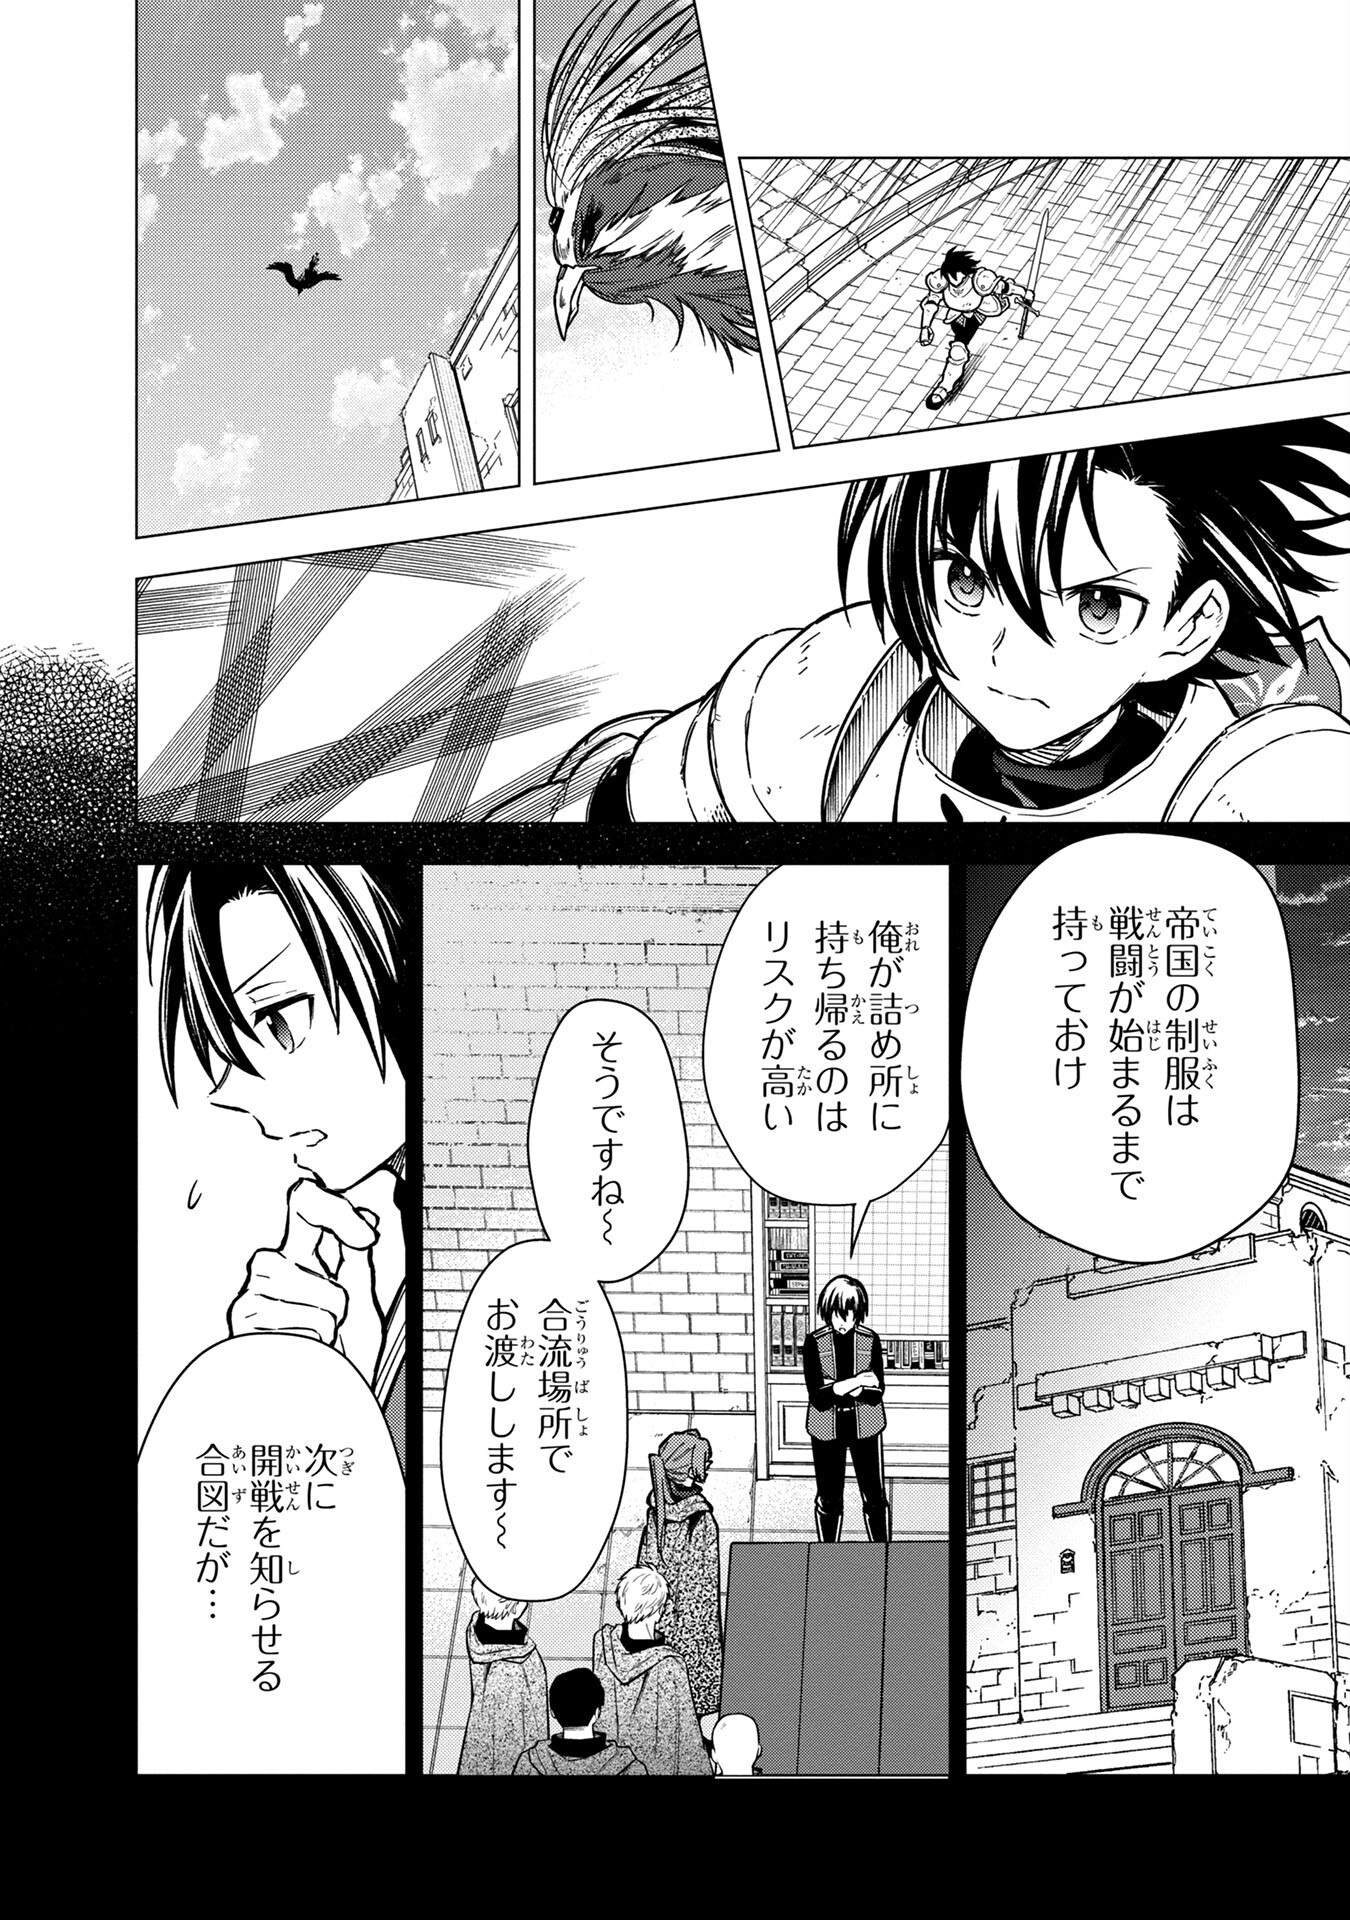 帝国の制服は
戦闘が始まるまで
持っておけ
俺が詰め所に
持ち帰るのは
リスクが高い
そうですね〜
合流場所で
お渡しします〜
次に
開戦を知らせる
合図だが…